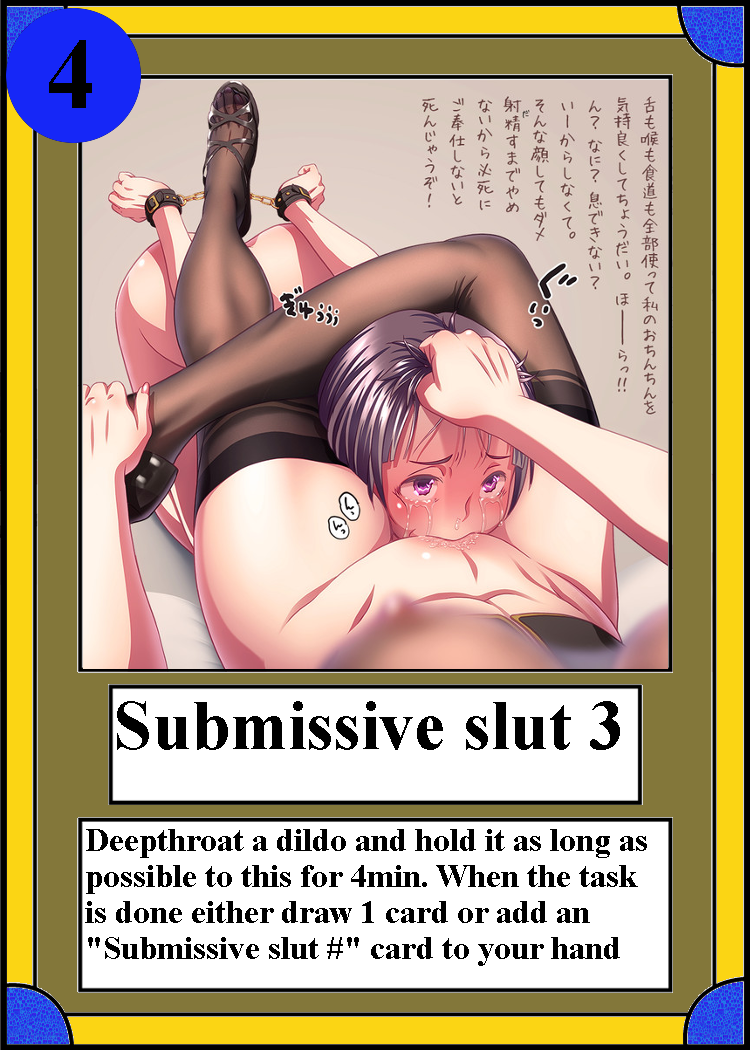 4
舌も喉も食道も全部使って私のおちんちんを
気持良くしてちょうだい。ほーーらっ!!
ん?なに?息できない?
いーからしなくて。
そんな顔してもダメ
射精すまでやめ
ないから必死に
ご奉仕しないと
死んじゃうぞ!
ぐっ
んっ
んっ
Submissive slut 3
Deepthroat a dildo and hold it as long as
possible to this for 4min. When the task
is done either draw 1 card or add an
"Submissive slut #" card to your hand